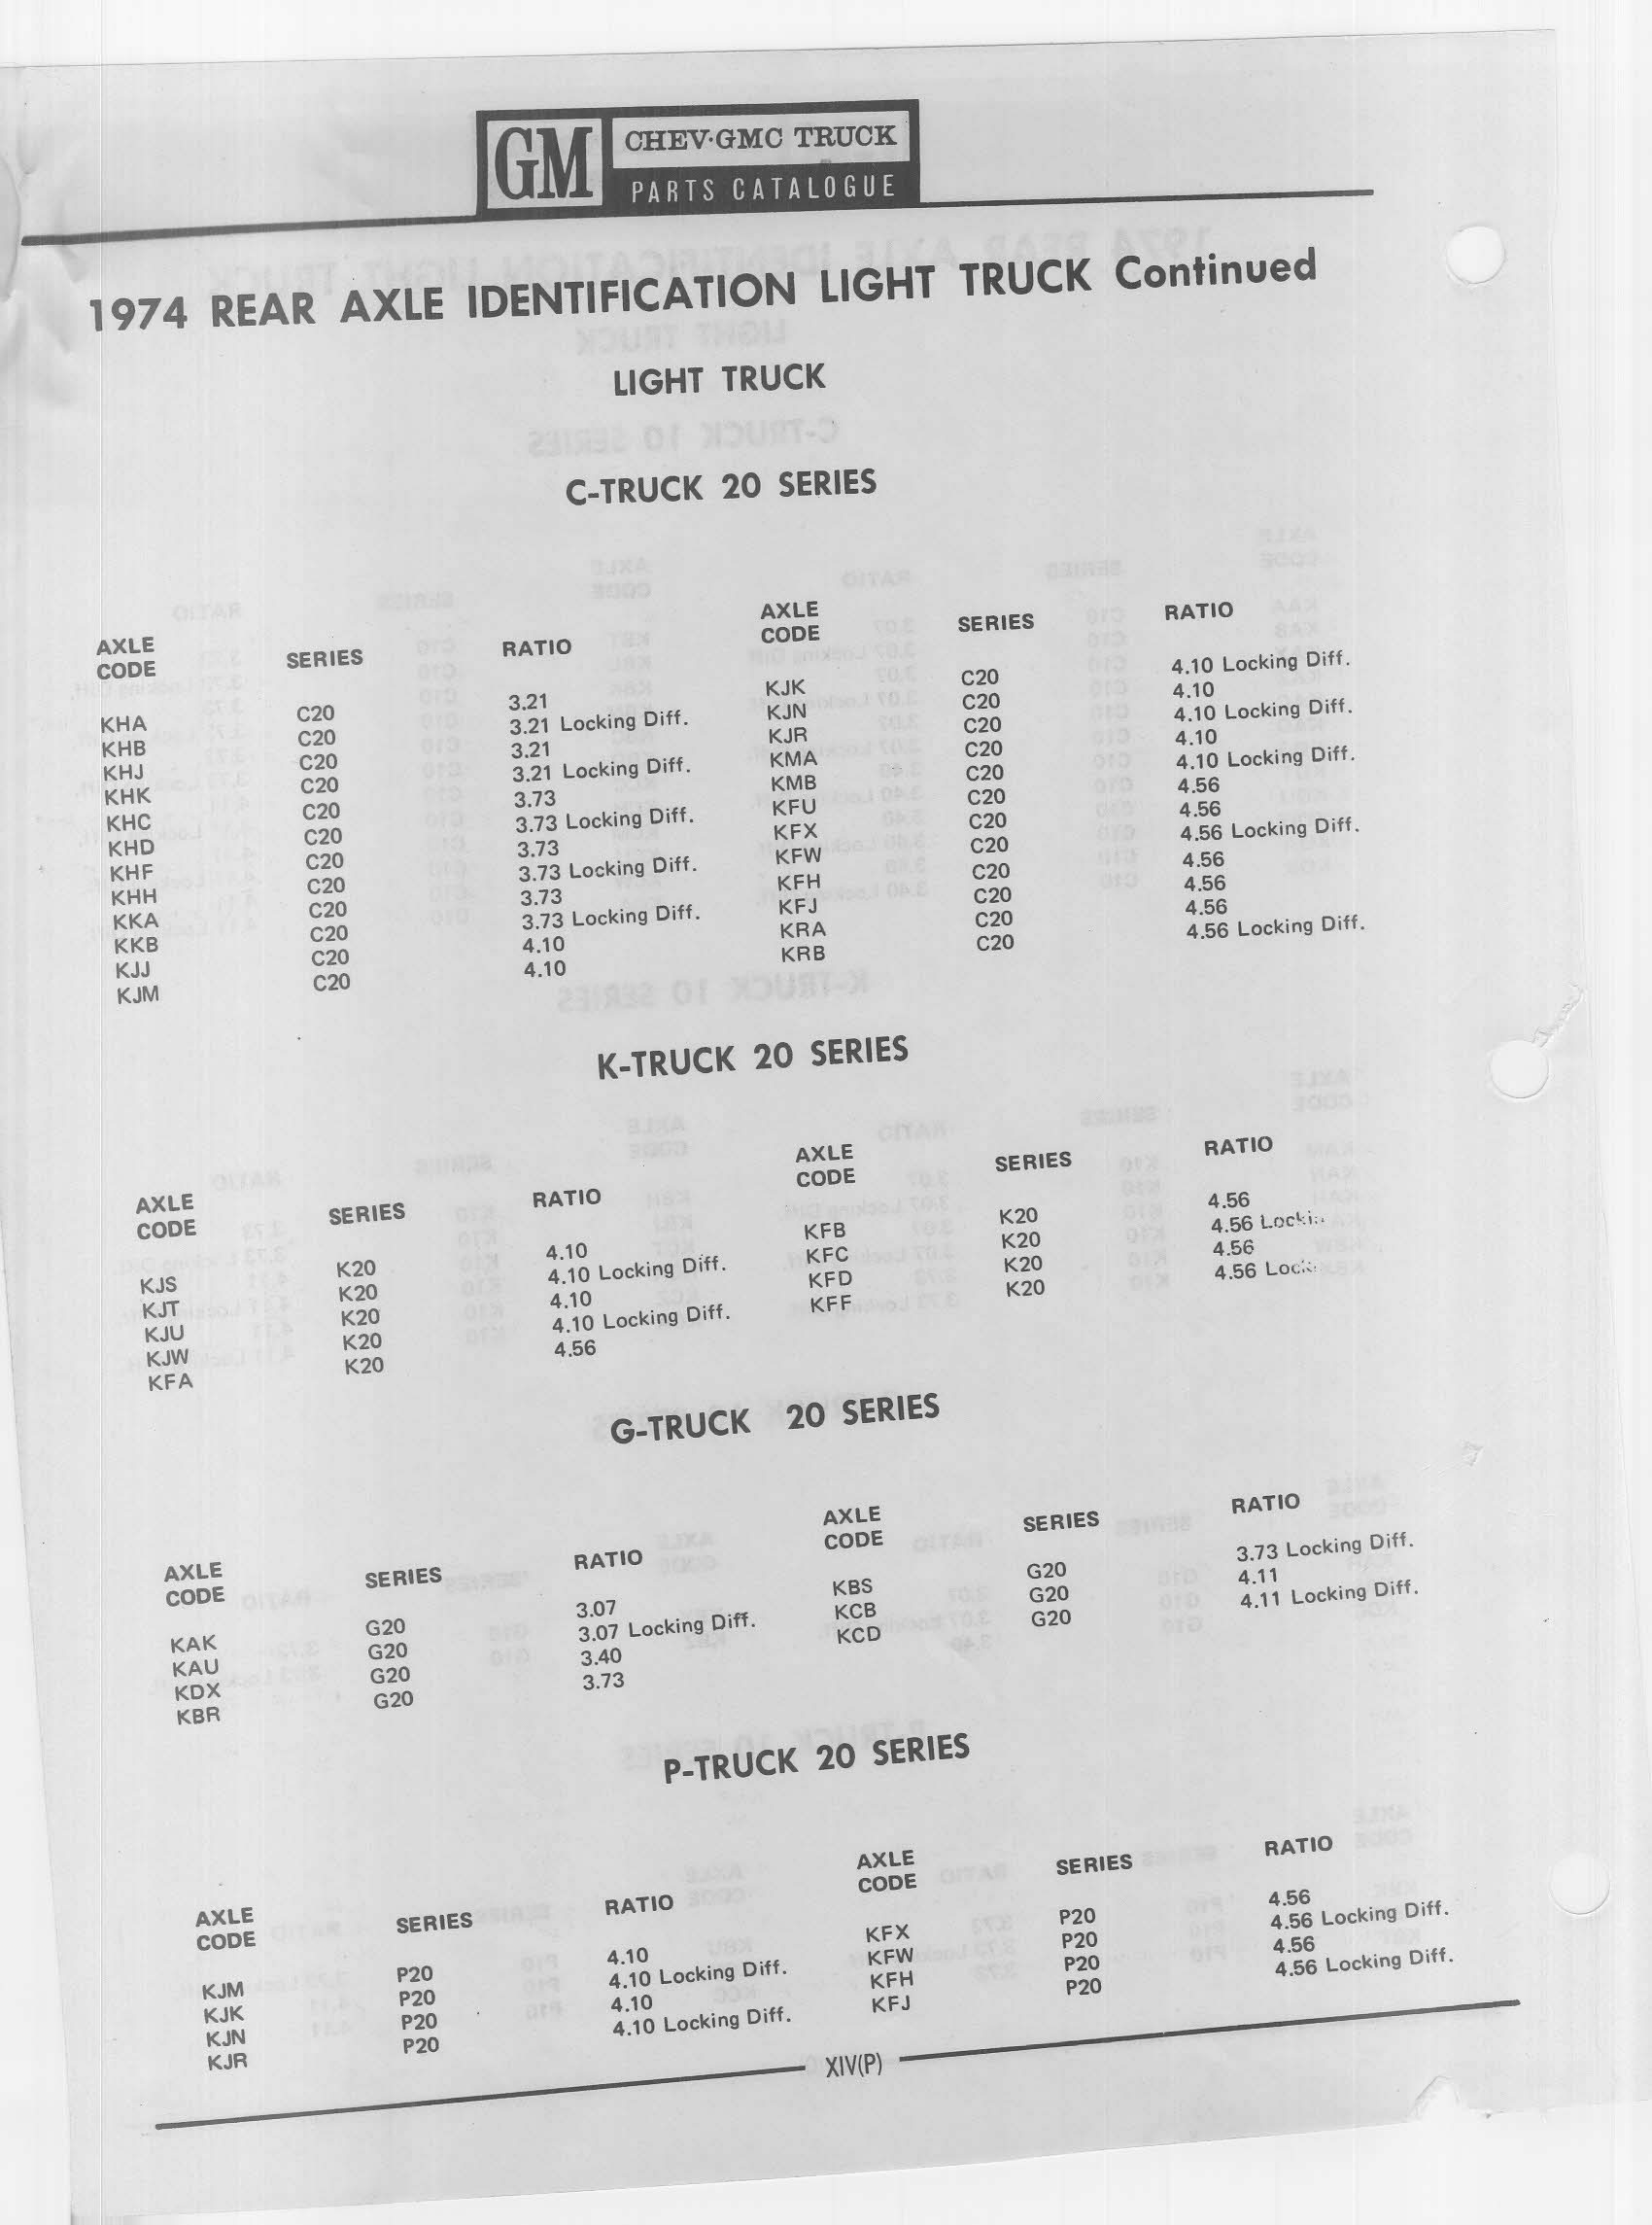 GM CHEV·GMC TRUCK
PARTS CATALOGUE
1974 REAR AXLE IDENTIFICATION LIGHT TRUCK Continued
LIGHT TRUCK
C-TRUCK 20 SERIES
AXLE CODE SERIES RATIO
KHA C20 3.21
KHB C20 3.21 Locking Diff.
KHJ C20 3.21
KHK C20 3.21 Locking Diff.
KHC C20 3.73
KHD C20 3.73 Locking Diff.
KHF C20 3.73
KHH C20 3.73 Locking Diff.
KKA C20 3.73
KKB C20 3.73 Locking Diff.
KJJ C20 4.10
KJM C20 4.10
AXLE CODE SERIES RATIO
KJK C20 4.10 Locking Diff.
KJN C20 4.10
KJR C20 4.10 Locking Diff.
KMA C20 4.10
KMB C20 4.10 Locking Diff.
KFU C20 4.56
KFX C20 4.56
KFW C20 4.56 Locking Diff.
KFH C20 4.56
KFJ C20 4.56
KRA C20 4.56
KRB C20 4.56 Locking Diff.
K-TRUCK 20 SERIES
AXLE CODE SERIES RATIO
KJS K20 4.10
KJT K20 4.10 Locking Diff.
KJU K20 4.10
KJW K20 4.10 Locking Diff.
KFA K20 4.56
AXLE CODE SERIES RATIO
KFB K20 4.56
KFC K20 4.56
KFD K20 4.56
KFF K20 4.56
G-TRUCK 20 SERIES
AXLE CODE SERIES RATIO
KAK G20 3.07
KAU G20 3.07 Locking Diff.
KDX G20 3.40
KBR G20 3.73
AXLE CODE SERIES RATIO
KBS G20 3.73 Locking Diff.
KCB G20 4.11
KCD G20 4.11 Locking Diff.
P-TRUCK 20 SERIES
AXLE CODE SERIES RATIO
KJM P20 4.10
KJK P20 4.10 Locking Diff.
KJN P20 4.10
KJR P20 4.10 Locking Diff.
AXLE CODE SERIES RATIO
KFX P20 4.56
KFW P20 4.56 Locking Diff.
KFH P20 4.56
KFJ P20 4.56 Locking Diff.
XIV(P)